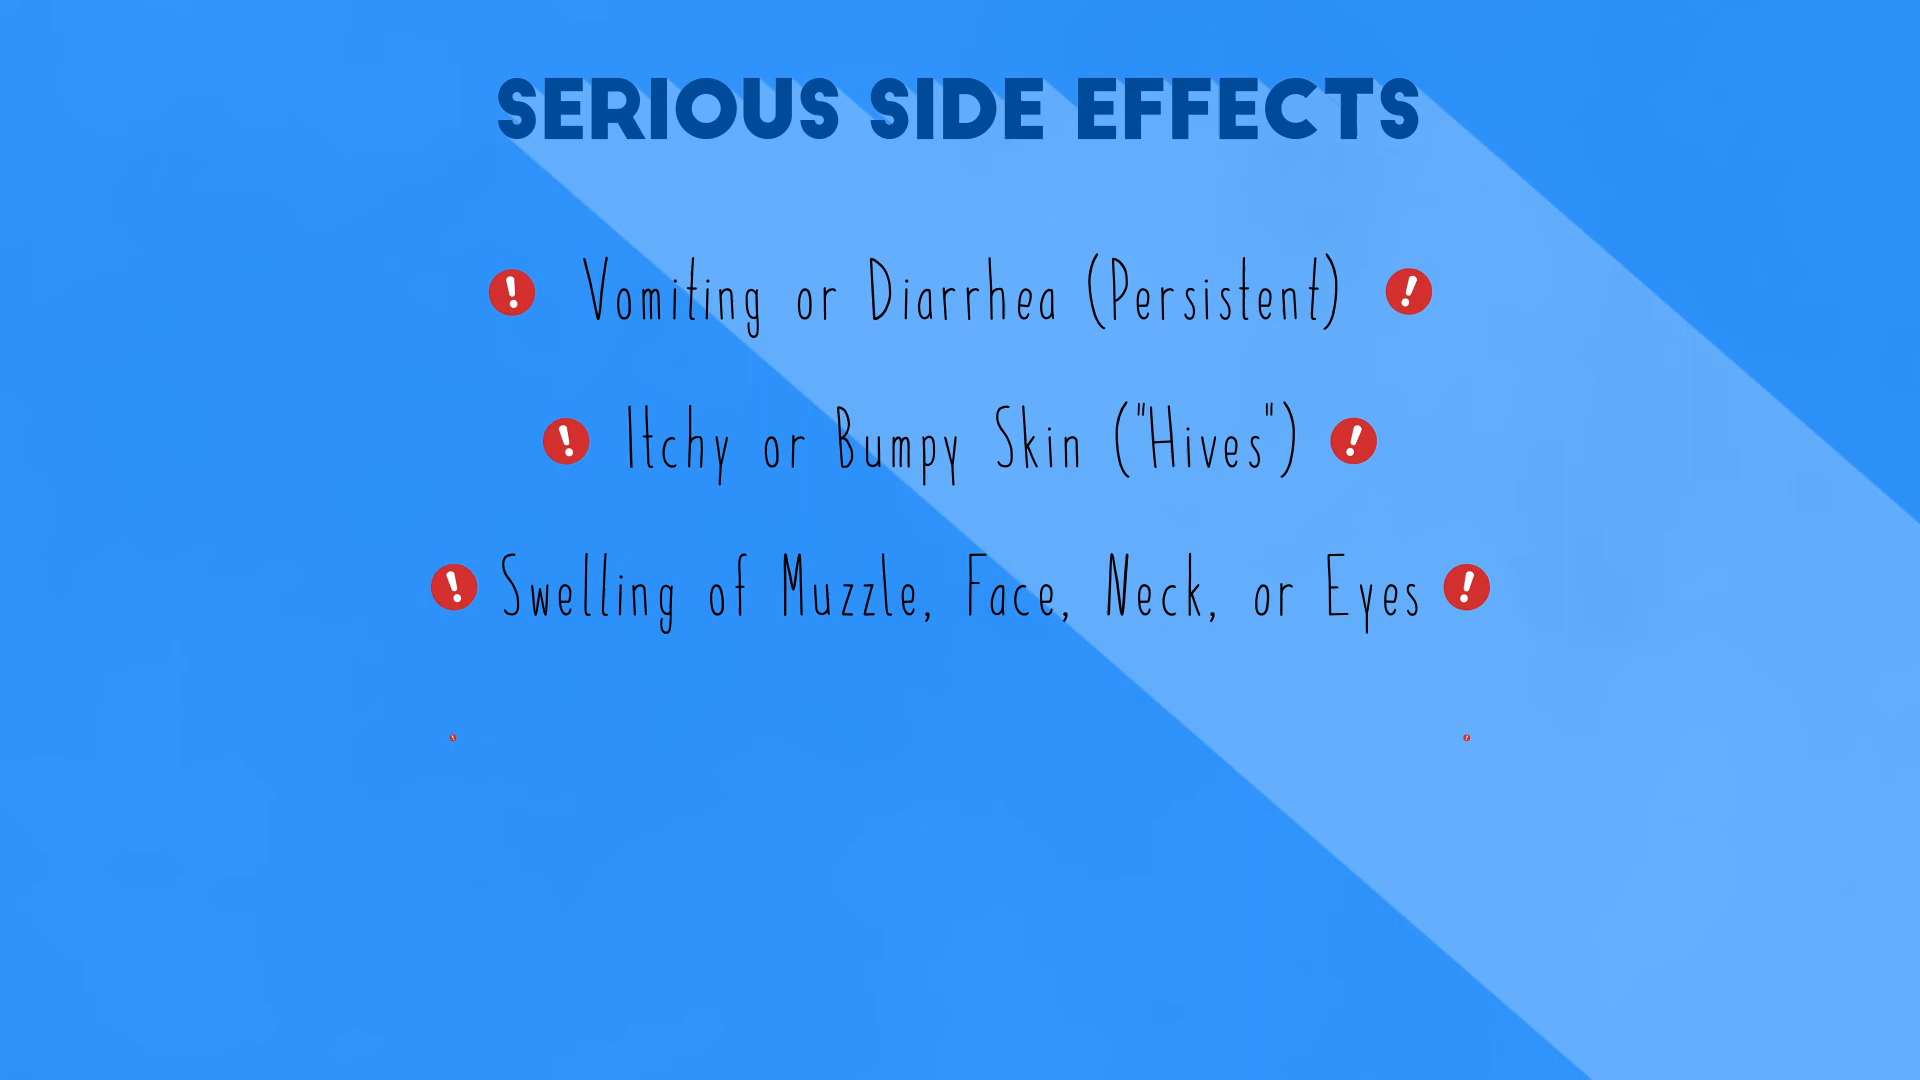 SERIOUS SIDE EFFECTS
Vomiting or Diarrhea (Persistent)
Itchy or Bumpy Skin ("Hives")
Swelling of Muzzle, Face, Neck, or Eyes